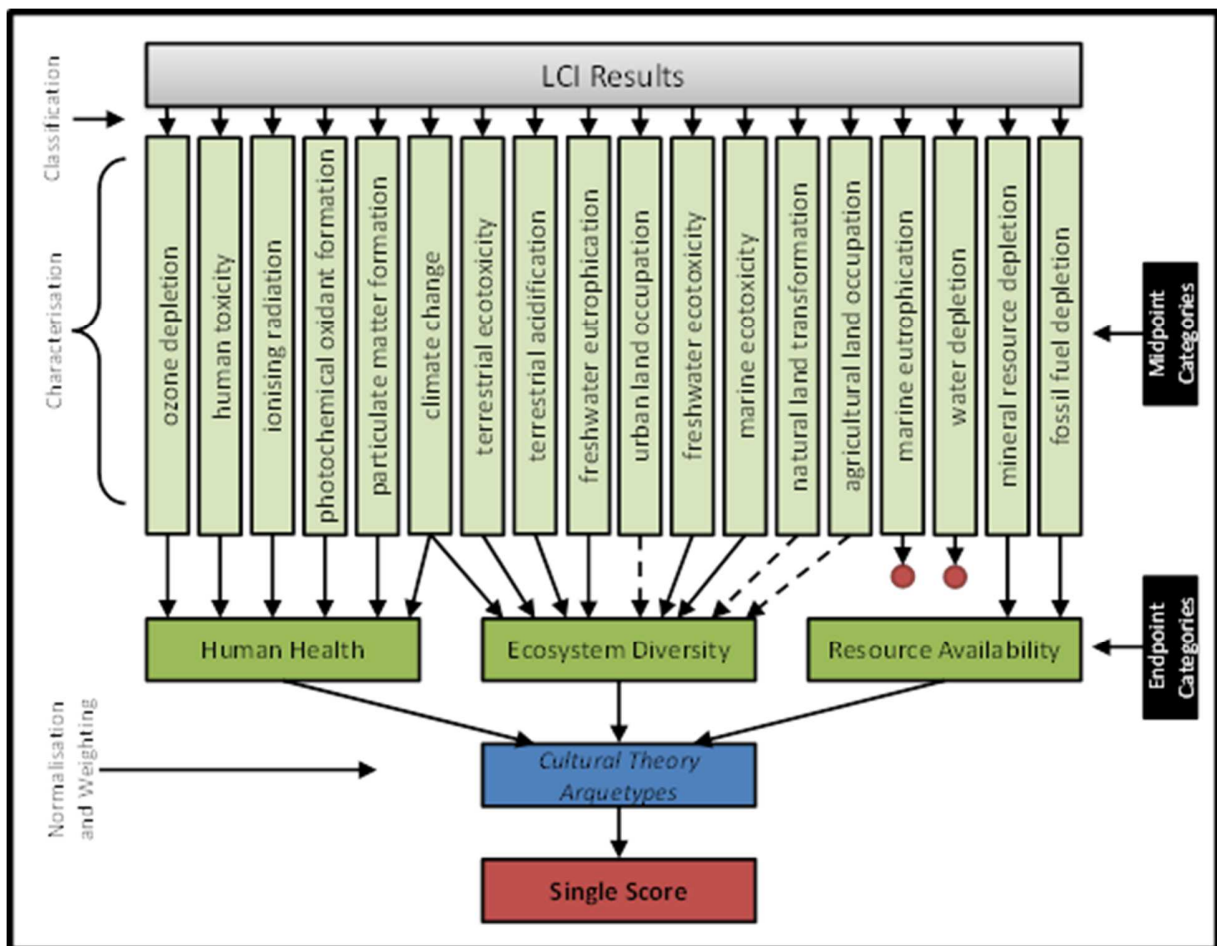 LCI Results
Classification
Characterisation
ozone depletion
human toxicity
ionising radiation
photochemical oxidant formation
particulate matter formation
climate change
terrestrial ecotoxicity
terrestrial acidification
freshwater eutrophication
urban land occupation
freshwater ecotoxicity
marine ecotoxicity
natural land transformation
agricultural land occupation
marine eutrophication
water depletion
mineral resource depletion
fossil fuel depletion
Midpoint
Categories
Human Health
Ecosystem Diversity
Resource Availability
Endpoint
Categories
Normalisation
and Weighting
Cultural Theory
Arquetypes
Single Score